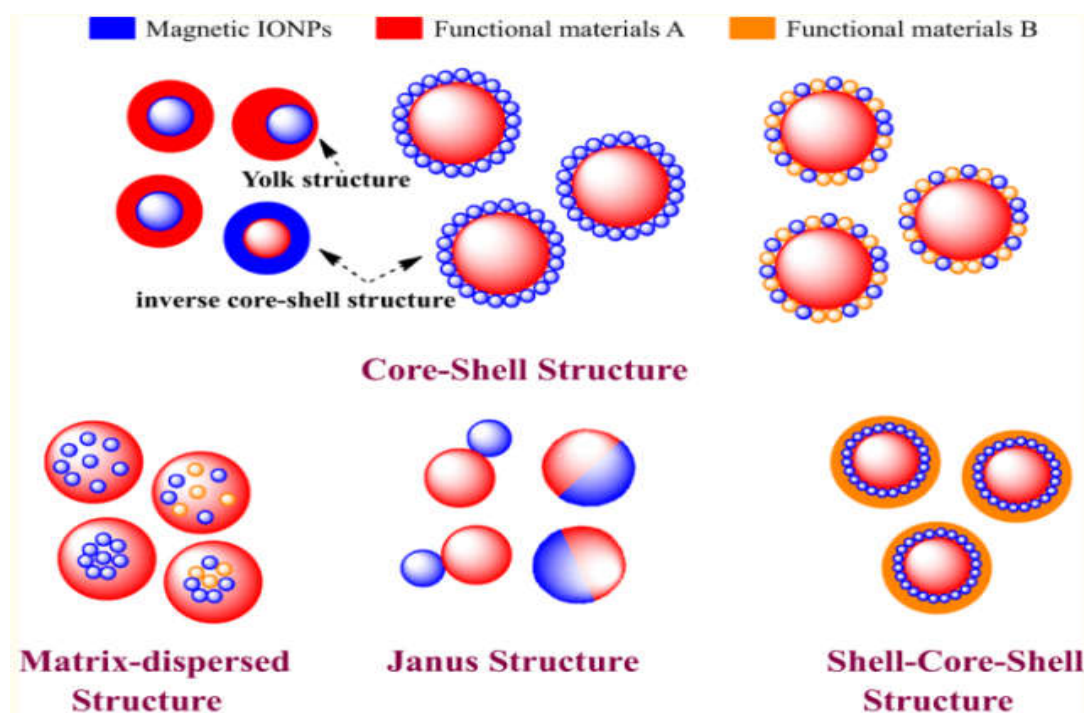 Magnetic IONPs
Functional materials A
Functional materials B
Yolk structure
inverse core-shell structure
Core-Shell Structure
Matrix-dispersed
Structure
Janus Structure
Shell-Core-Shell
Structure